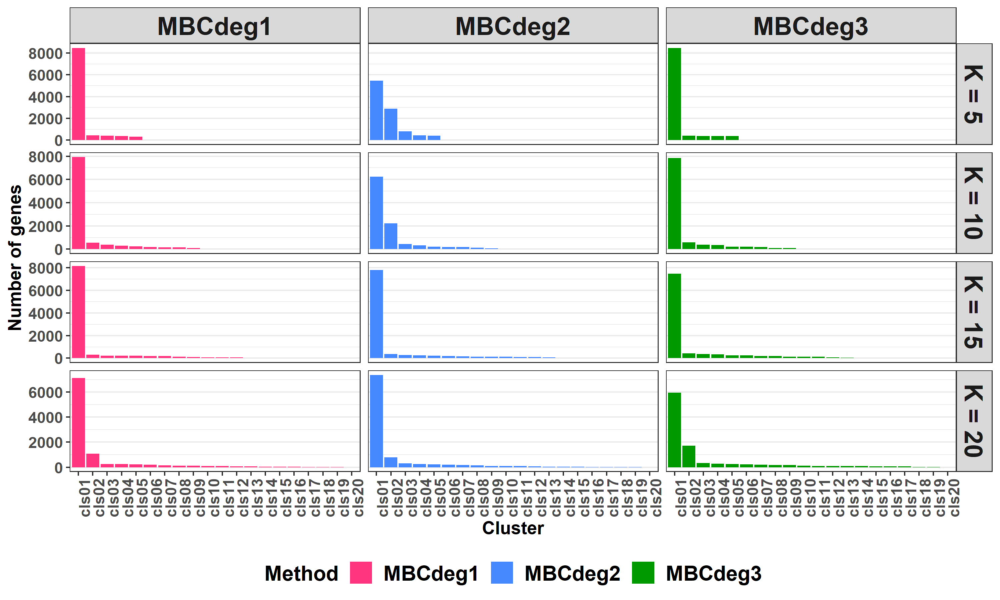 MBCdeg1 MBCdeg2 MBCdeg3
Number of genes
8000
6000
4000
2000
0
K = 5
8000
6000
4000
2000
0
K = 10
8000
6000
4000
2000
0
K = 15
6000
4000
2000
0
K = 20
cls01 cls02 cls03 cls04 cls05 cls06 cls07 cls08 cls09 cls10 cls11 cls12 cls13 cls14 cls15 cls16 cls17 cls18 cls19 cls20
cls01 cls02 cls03 cls04 cls05 cls06 cls07 cls08 cls09 cls10 cls11 cls12 cls13 cls14 cls15 cls16 cls17 cls18 cls19 cls20
cls01 cls02 cls03 cls04 cls05 cls06 cls07 cls08 cls09 cls10 cls11 cls12 cls13 cls14 cls15 cls16 cls17 cls18 cls19 cls20
Cluster
Method MBCdeg1 MBCdeg2 MBCdeg3